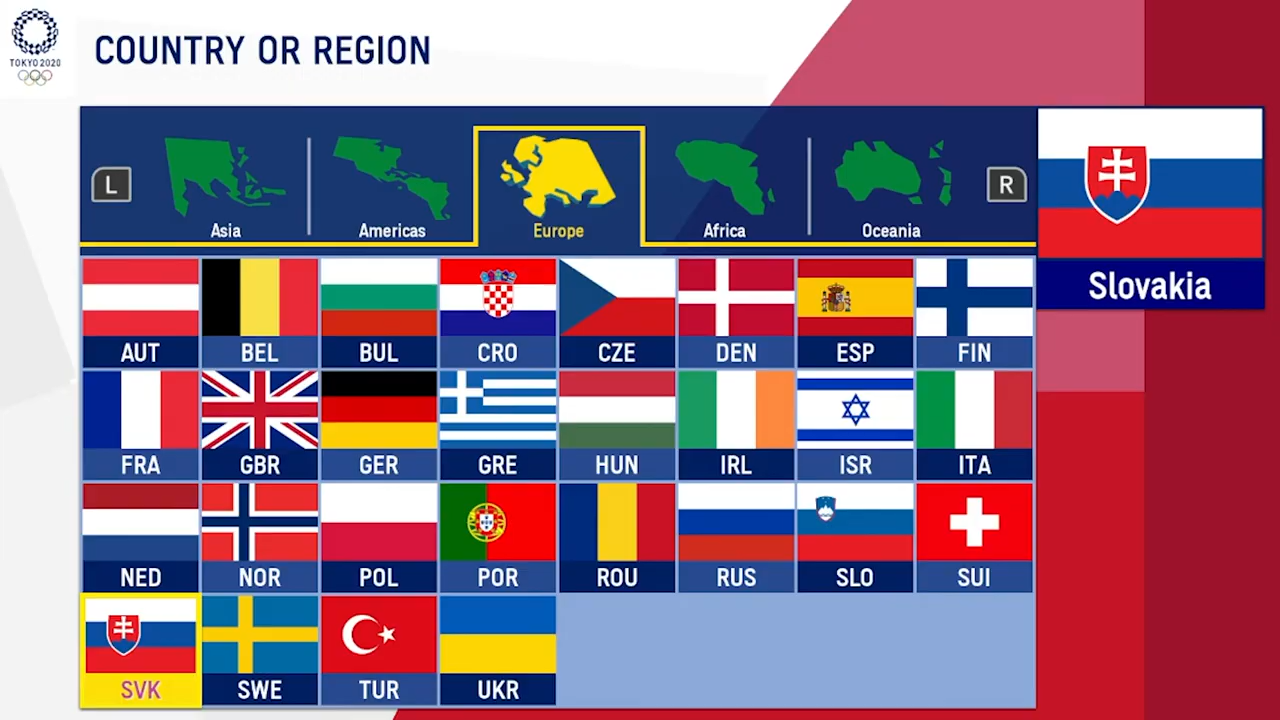 TOKYO 2020
COUNTRY OR REGION
L
Asia
Americas
Europe
Africa
Oceania
R
Slovakia
AUT BEL BUL CRO CZE DEN ESP FIN
FRA GBR GER GRE HUN IRL ISR ITA
NED NOR POL POR ROU RUS SLO SUI
SVK SWE TUR UKR